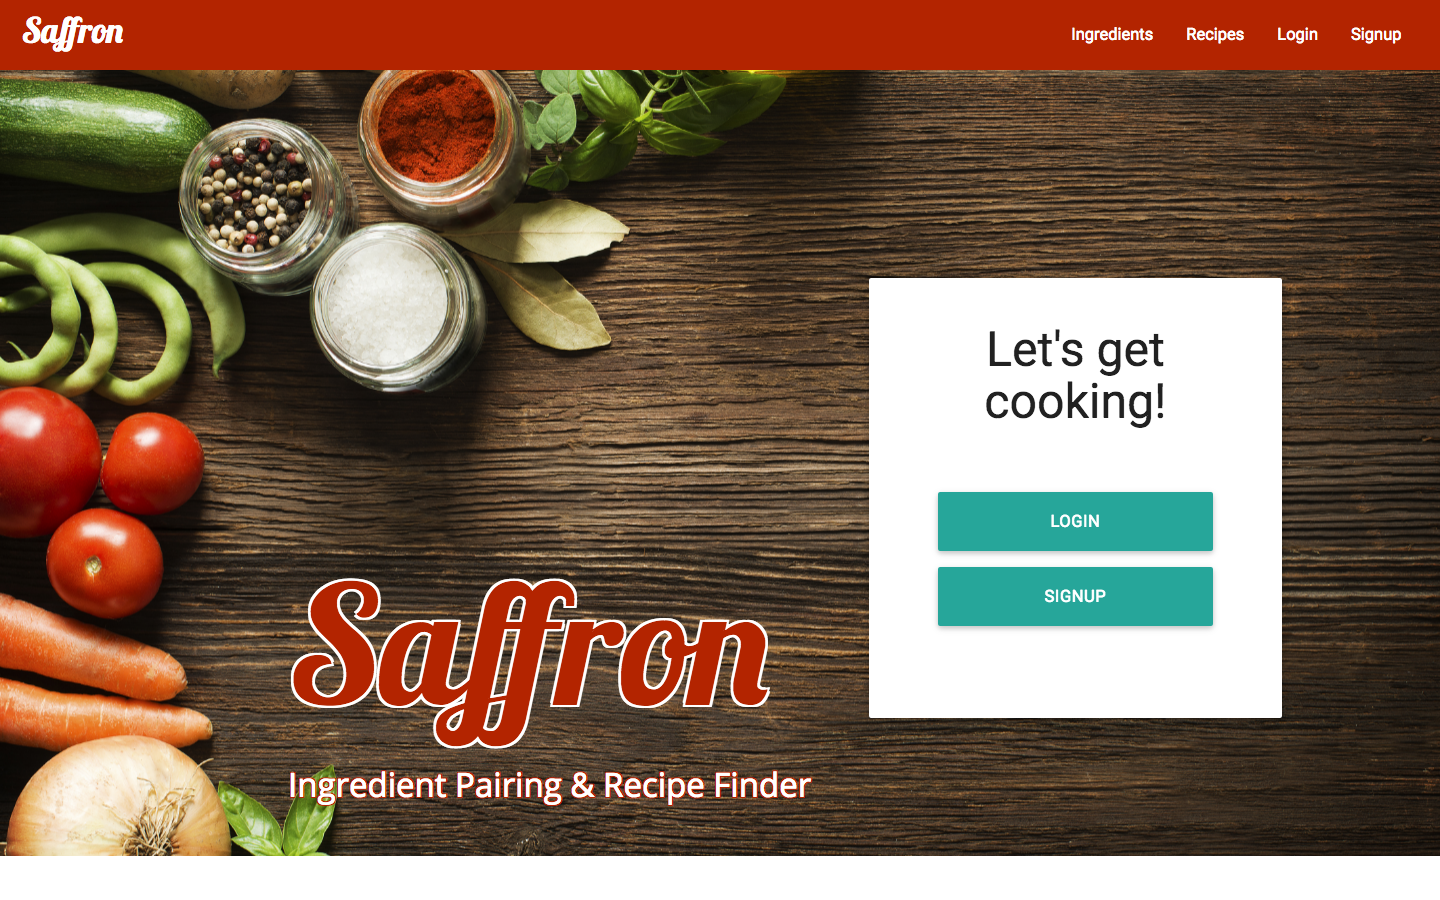 Saffron
Ingredients
Recipes
Login
Signup
Let's get
cooking!
LOGIN
SIGNUP
Saffron
Ingredient Pairing & Recipe Finder